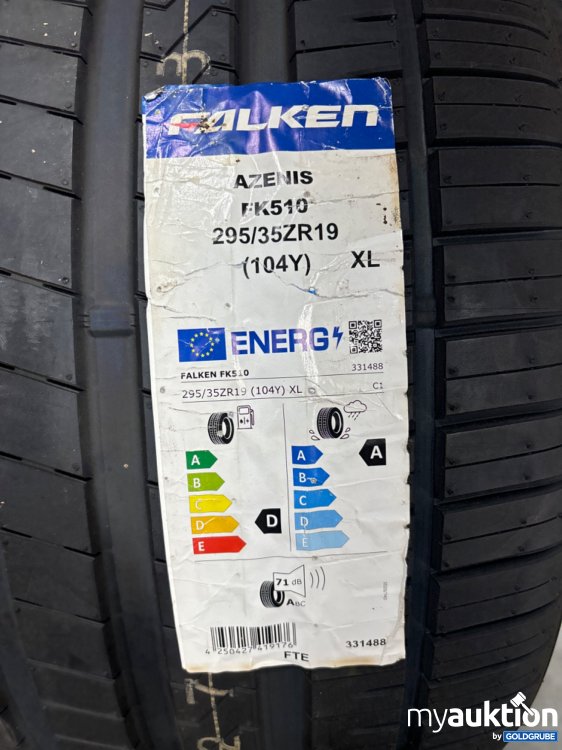 FALKEN
AZENIS
FK510
295/35ZR19
(104Y) XL
ENERG
FALKEN FK510 331488
295/35ZR19 (104Y) XL C1
A A
B B
C C
D D
E E
D
A
71 dB
ABC
4 250427 419176
FTE
331488
myauktion
by GOLDGRUBE